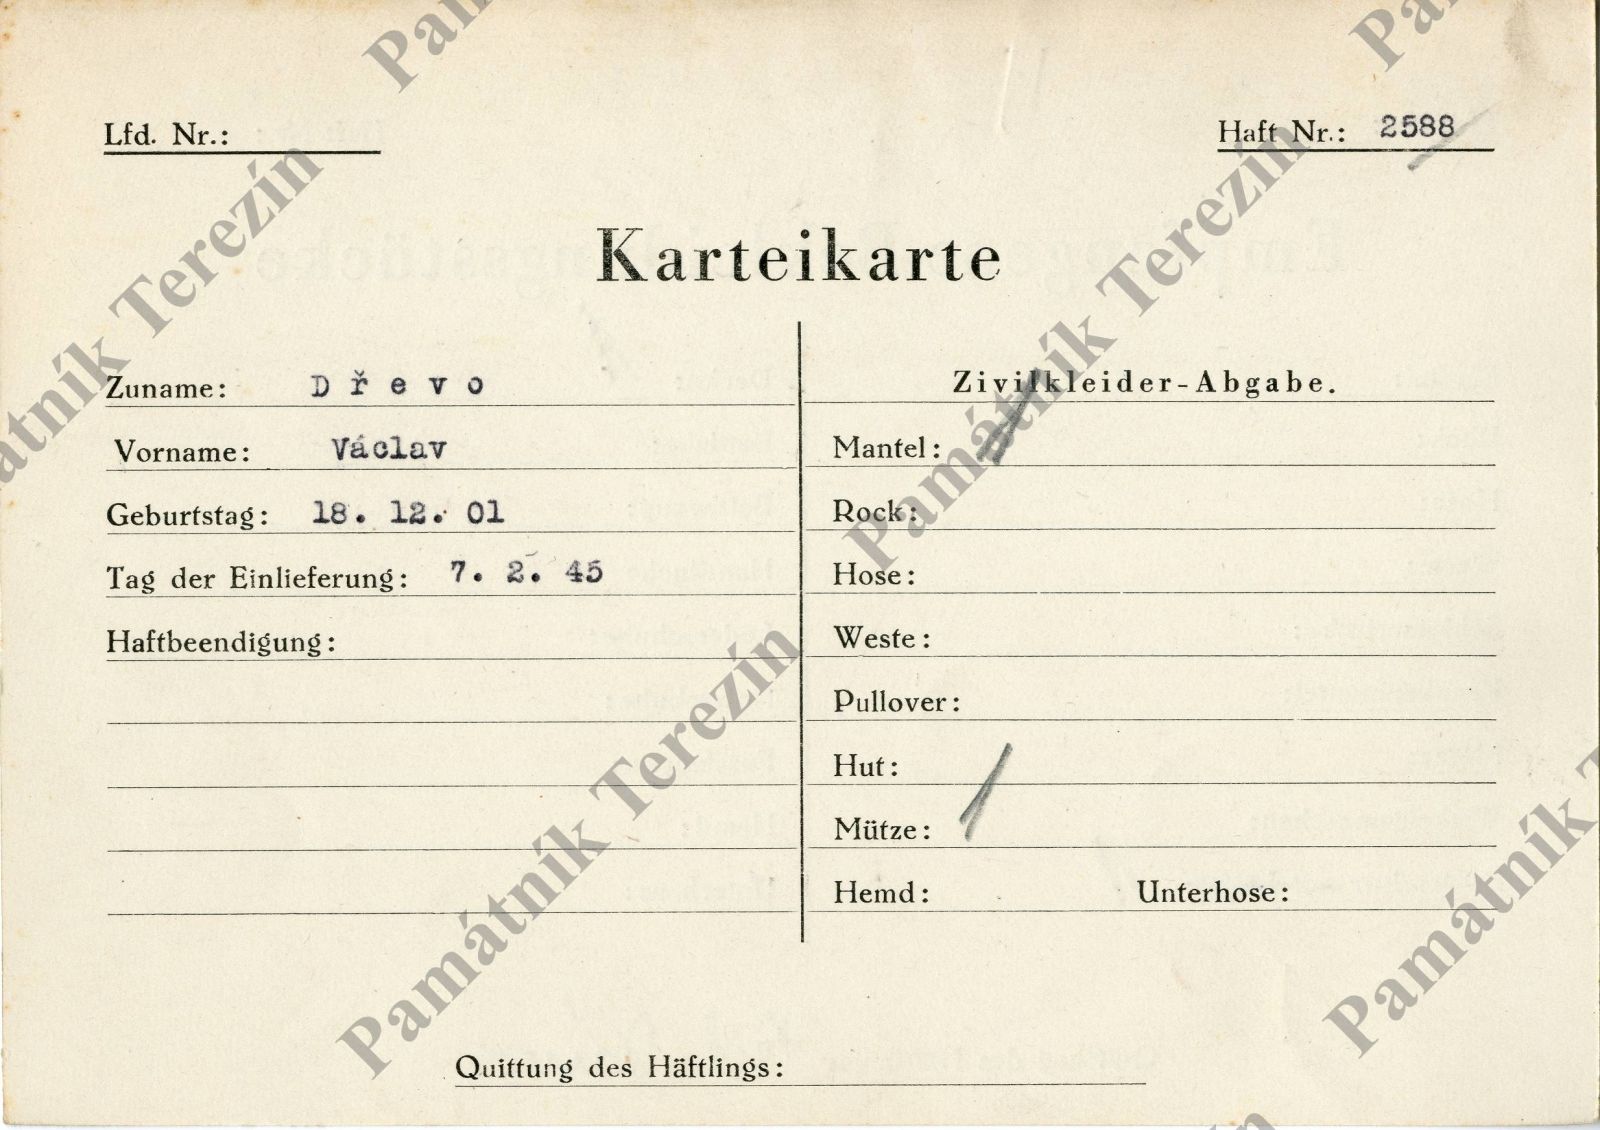 Lfd. Nr.:
Haft Nr.: 2588
Karteikarte
Zuname: Dřevo
Vorname: Václav
Geburtstag: 18. 12. 01
Tag der Einlieferung: 7. 2. 45
Haftbeendigung:
Zivilkleider-Abgabe.
Mantel: 1
Rock:
Hose:
Weste:
Pullover:
Hut:
Mütze: 1
Hemd: Unterhose:
Quittung des Häftlings:
Památník Terezín
Památník Terezín
Památník Terezín
Památník Terezín